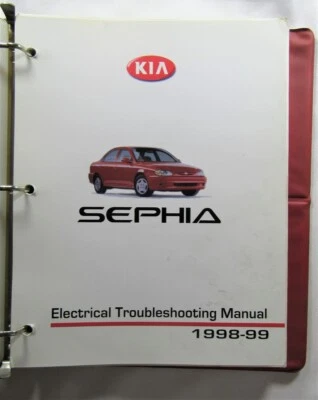 KIA
SEPHIA
Electrical Troubleshooting Manual
1998-99